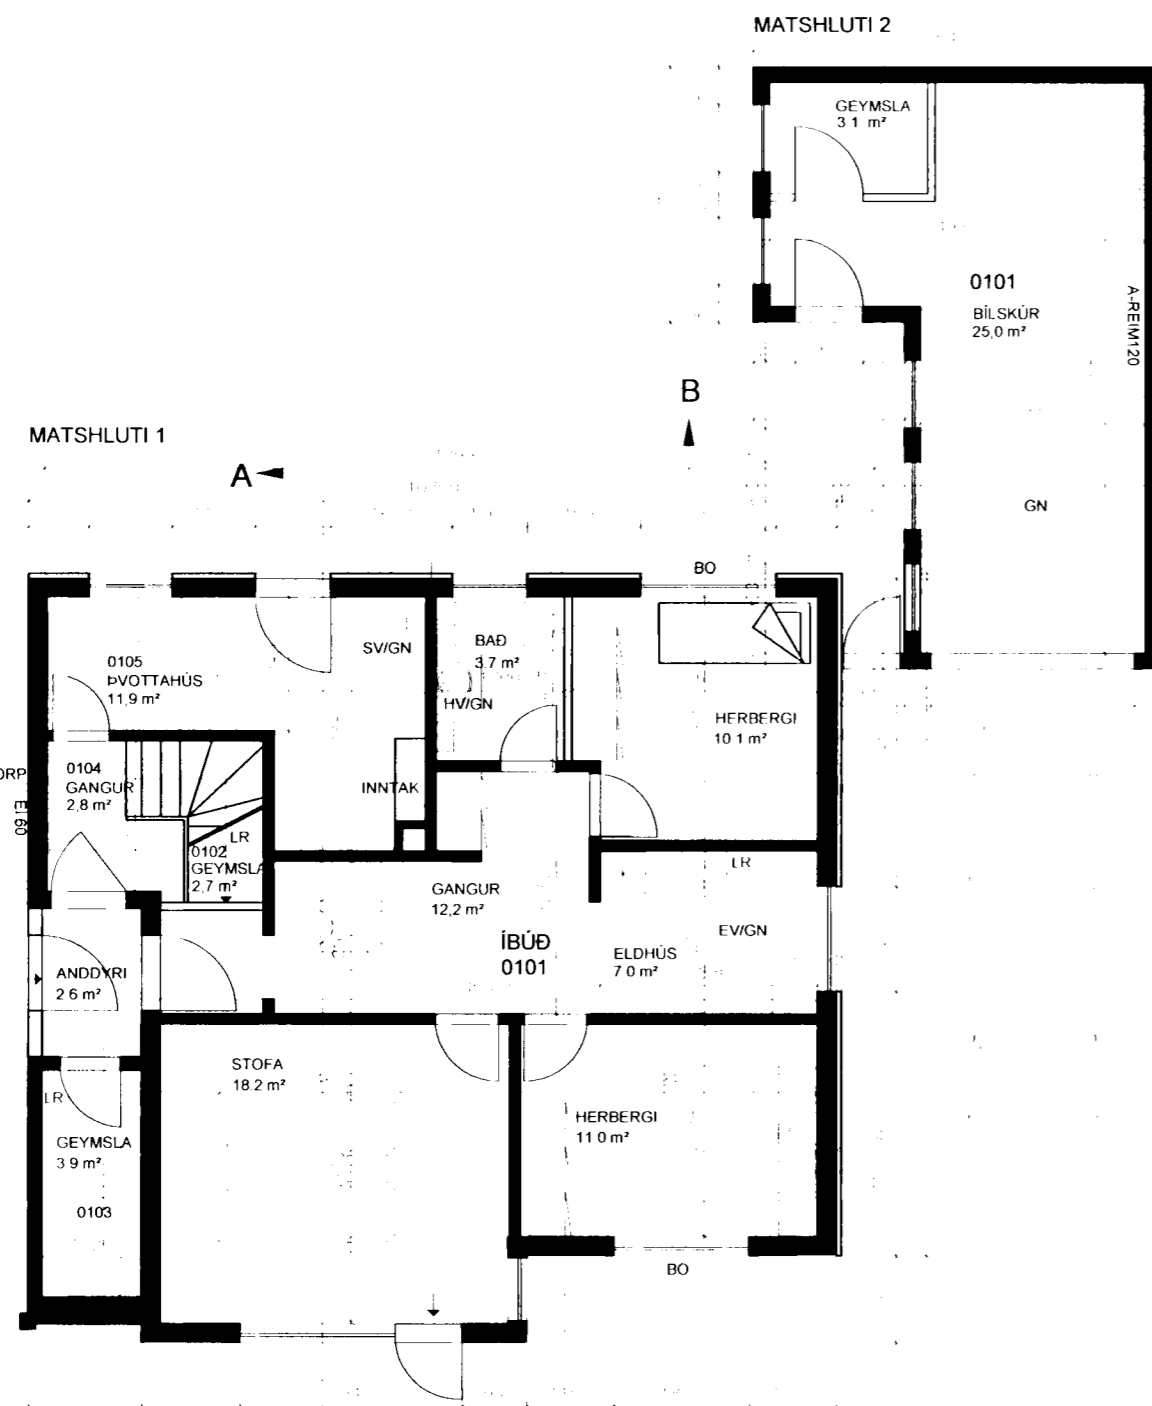 MATSHLUTI 2
GEYMSLA
3 1 m²
0101
BÍLSKÚR
25,0 m²
A-REIM120
GN
B
MATSHLUTI 1
A
BO
0105
ÞVOTTAHÚS
11,9 m²
SV/GN
BAÐ
3.7 m²
HV/GN
HERBERGI
10 1 m²
0104
GANGUR
2,8 m²
INNTAK
ORP
E160
LR
0102
GEYMSLA
2,7 m²
GANGUR
12,2 m²
LR
ÍBÚÐ
0101
EV/GN
ELDHÚS
7 0 m²
ANDDYRI
2 6 m²
STOFA
18.2 m²
LR
HERBERGI
11 0 m²
GEYMSLA
3 9 m²
0103
BO